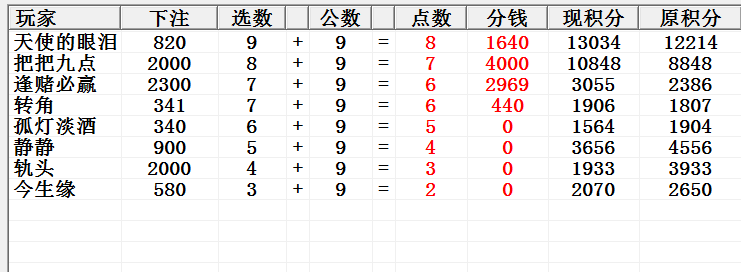 玩家 下注 选数 公数 点数 分钱 现积分 原积分
天使的眼泪 820 9 + 9 = 8 1640 13034 12214
把把九点 2000 8 + 9 = 7 4000 10848 8848
逢赌必赢 2300 7 + 9 = 6 2969 3055 2386
转角 341 7 + 9 = 6 440 1906 1807
孤灯淡酒 340 6 + 9 = 5 0 1564 1904
静静 900 5 + 9 = 4 0 3656 4556
轨头 2000 4 + 9 = 3 0 1933 3933
今生缘 580 3 + 9 = 2 0 2070 2650